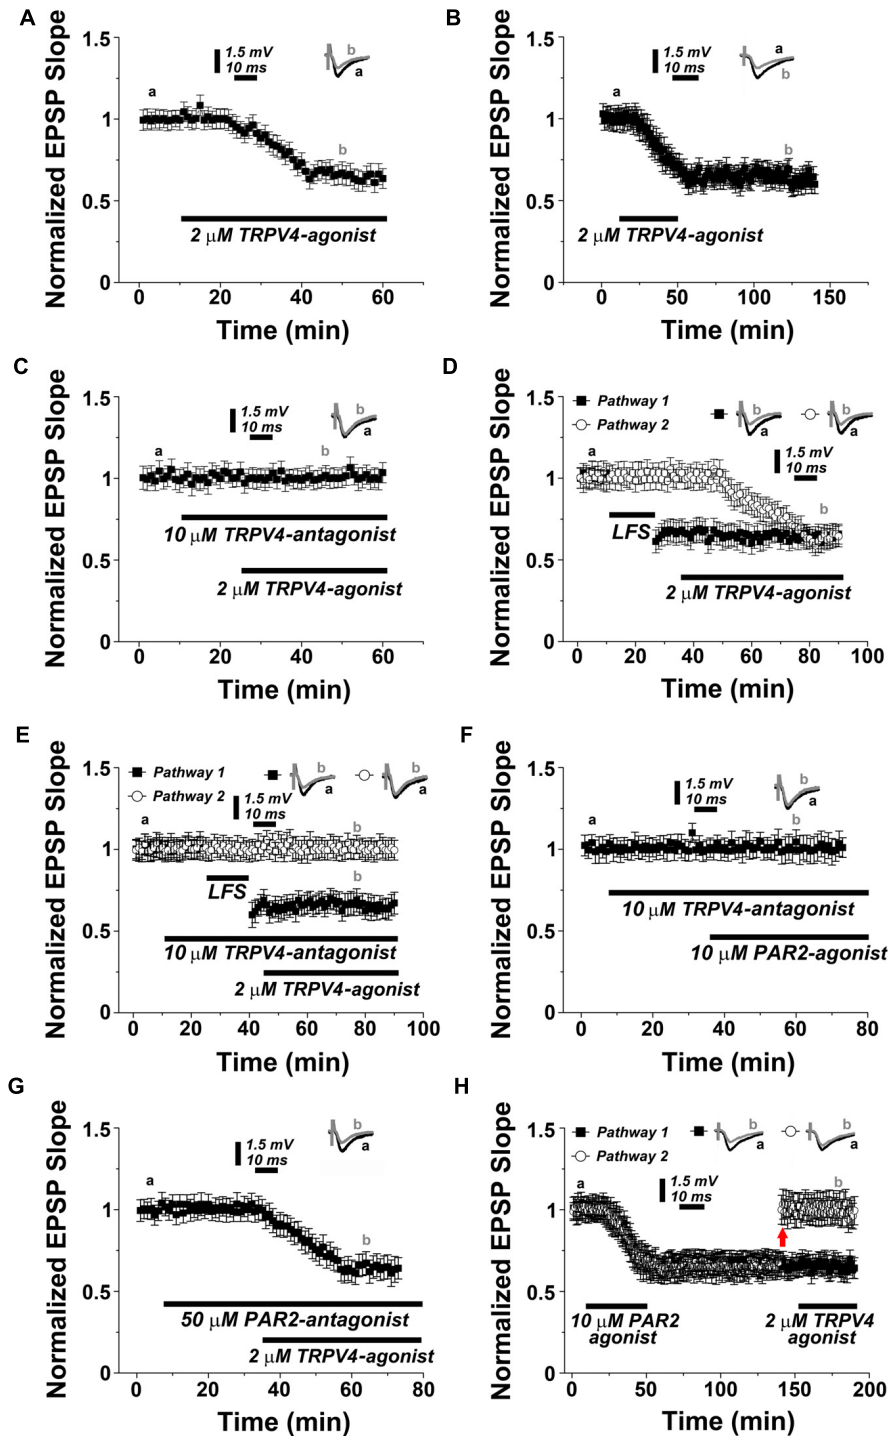 A
Normalized EPSP Slope
1.5
1
0.5
0
a
1.5 mV
10 ms
b
a
b
2 μM TRPV4-agonist
0 20 40 60
Time (min)
B
Normalized EPSP Slope
1.5
1
0.5
0
a
1.5 mV
10 ms
a
b
b
2 μM TRPV4-agonist
0 50 100 150
Time (min)
C
Normalized EPSP Slope
1.5
1
0.5
0
a
1.5 mV
10 ms
b
a
b
10 μM TRPV4-antagonist
2 μM TRPV4-agonist
0 20 40 60
Time (min)
D
Normalized EPSP Slope
1.5
1
0.5
0
Pathway 1
Pathway 2
b
a
b
a
1.5 mV
10 ms
a
b
LFS
2 μM TRPV4-agonist
0 20 40 60 80 100
Time (min)
E
Normalized EPSP Slope
1.5
1
0.5
0
Pathway 1
Pathway 2
b
a
b
a
1.5 mV
10 ms
a
b
b
LFS
10 μM TRPV4-antagonist
2 μM TRPV4-agonist
0 20 40 60 80 100
Time (min)
F
Normalized EPSP Slope
1.5
1
0.5
0
1.5 mV
10 ms
b
a
a
b
10 μM TRPV4-antagonist
10 μM PAR2-agonist
0 20 40 60 80
Time (min)
G
Normalized EPSP Slope
1.5
1
0.5
0
1.5 mV
10 ms
b
a
a
b
50 μM PAR2-antagonist
2 μM TRPV4-agonist
0 20 40 60 80
Time (min)
H
Normalized EPSP Slope
1.5
1
0.5
0
Pathway 1
Pathway 2
b
a
b
a
1.5 mV
10 ms
a
b
10 μM PAR2
agonist
2 μM TRPV4
agonist
0 50 100 150 200
Time (min)